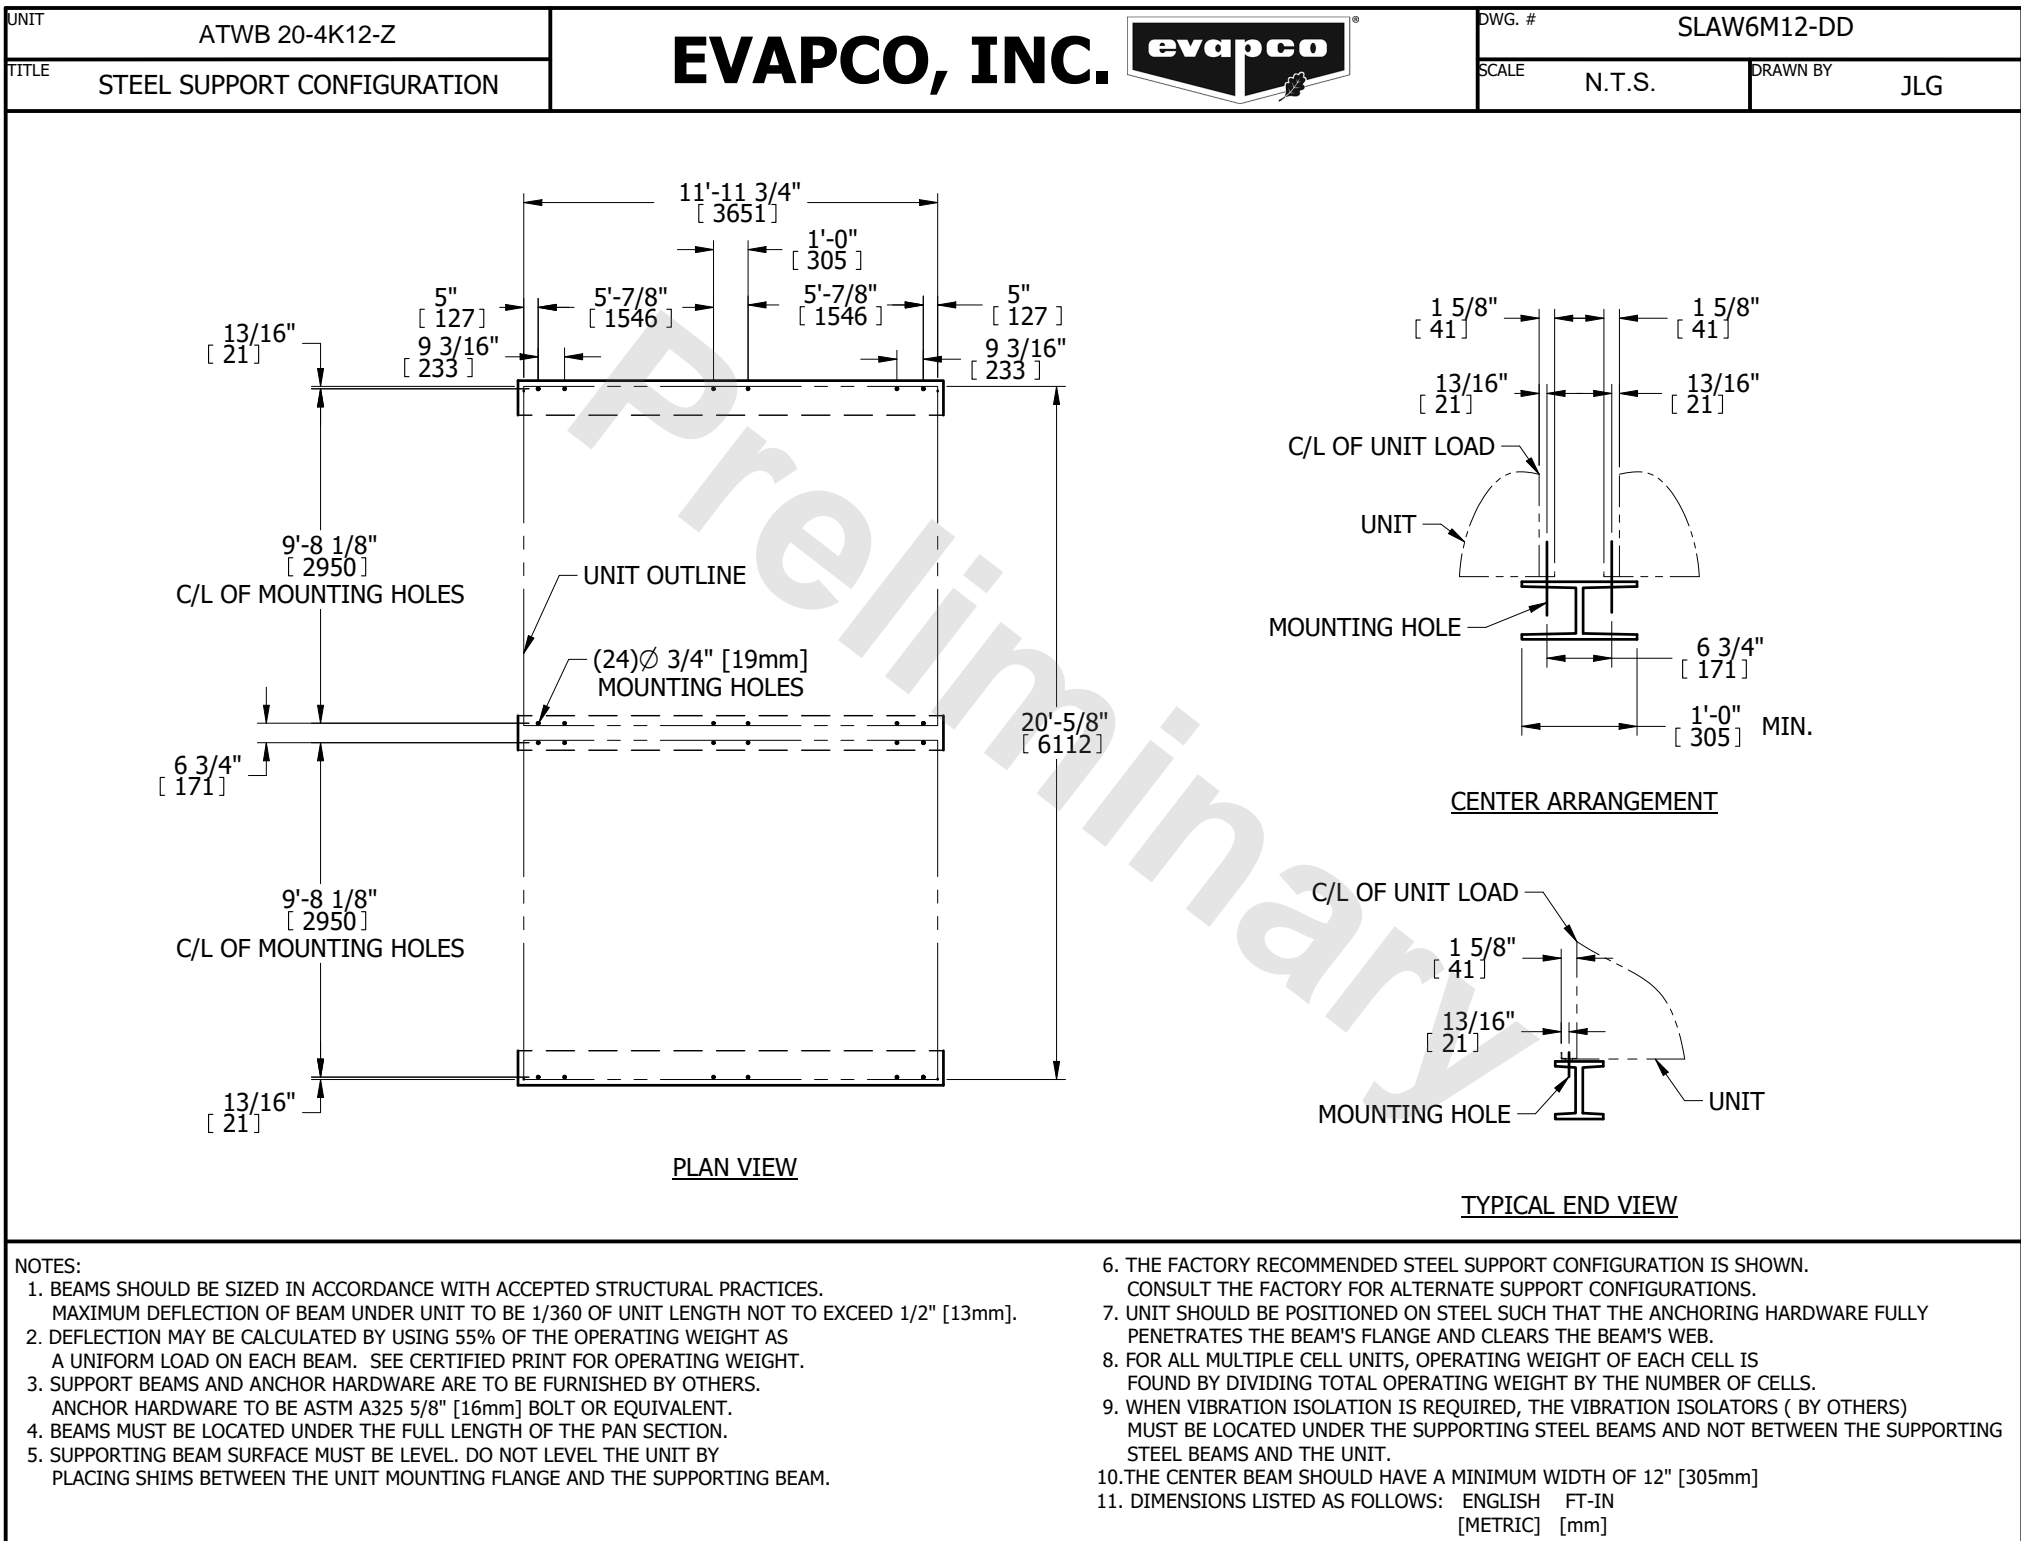 UNIT
ATWB 20-4K12-Z
TITLE
STEEL SUPPORT CONFIGURATION
EVAPCO, INC.
evapco
®
DWG. #
SLAW6M12-DD
SCALE
N.T.S.
DRAWN BY
JLG
11'-11 3/4"
[ 3651]
1'-0"
[ 305 ]
5"
[ 127]
5'-7/8"
[ 1546 ]
5'-7/8"
[ 1546 ]
5"
[ 127 ]
13/16"
[ 21]
9 3/16"
[ 233 ]
9 3/16"
[ 233 ]
9'-8 1/8"
[ 2950]
C/L OF MOUNTING HOLES
UNIT OUTLINE
(24)Ø 3/4" [19mm]
MOUNTING HOLES
20'-5/8"
[ 6112]
6 3/4"
[ 171]
9'-8 1/8"
[ 2950]
C/L OF MOUNTING HOLES
13/16"
[ 21]
PLAN VIEW
1 5/8"
[ 41]
1 5/8"
[ 41]
13/16"
[ 21]
13/16"
[ 21]
C/L OF UNIT LOAD
UNIT
MOUNTING HOLE
6 3/4"
[ 171]
1'-0"
[ 305]
MIN.
CENTER ARRANGEMENT
C/L OF UNIT LOAD
1 5/8"
[ 41]
13/16"
[ 21]
MOUNTING HOLE
UNIT
TYPICAL END VIEW
Preliminary
NOTES:
1. BEAMS SHOULD BE SIZED IN ACCORDANCE WITH ACCEPTED STRUCTURAL PRACTICES.
MAXIMUM DEFLECTION OF BEAM UNDER UNIT TO BE 1/360 OF UNIT LENGTH NOT TO EXCEED 1/2" [13mm].
2. DEFLECTION MAY BE CALCULATED BY USING 55% OF THE OPERATING WEIGHT AS
A UNIFORM LOAD ON EACH BEAM. SEE CERTIFIED PRINT FOR OPERATING WEIGHT.
3. SUPPORT BEAMS AND ANCHOR HARDWARE ARE TO BE FURNISHED BY OTHERS.
ANCHOR HARDWARE TO BE ASTM A325 5/8" [16mm] BOLT OR EQUIVALENT.
4. BEAMS MUST BE LOCATED UNDER THE FULL LENGTH OF THE PAN SECTION.
5. SUPPORTING BEAM SURFACE MUST BE LEVEL. DO NOT LEVEL THE UNIT BY
PLACING SHIMS BETWEEN THE UNIT MOUNTING FLANGE AND THE SUPPORTING BEAM.
6. THE FACTORY RECOMMENDED STEEL SUPPORT CONFIGURATION IS SHOWN.
CONSULT THE FACTORY FOR ALTERNATE SUPPORT CONFIGURATIONS.
7. UNIT SHOULD BE POSITIONED ON STEEL SUCH THAT THE ANCHORING HARDWARE FULLY
PENETRATES THE BEAM'S FLANGE AND CLEARS THE BEAM'S WEB.
8. FOR ALL MULTIPLE CELL UNITS, OPERATING WEIGHT OF EACH CELL IS
FOUND BY DIVIDING TOTAL OPERATING WEIGHT BY THE NUMBER OF CELLS.
9. WHEN VIBRATION ISOLATION IS REQUIRED, THE VIBRATION ISOLATORS ( BY OTHERS)
MUST BE LOCATED UNDER THE SUPPORTING STEEL BEAMS AND NOT BETWEEN THE SUPPORTING
STEEL BEAMS AND THE UNIT.
10.THE CENTER BEAM SHOULD HAVE A MINIMUM WIDTH OF 12" [305mm]
11. DIMENSIONS LISTED AS FOLLOWS: ENGLISH FT-IN
[METRIC] [mm]